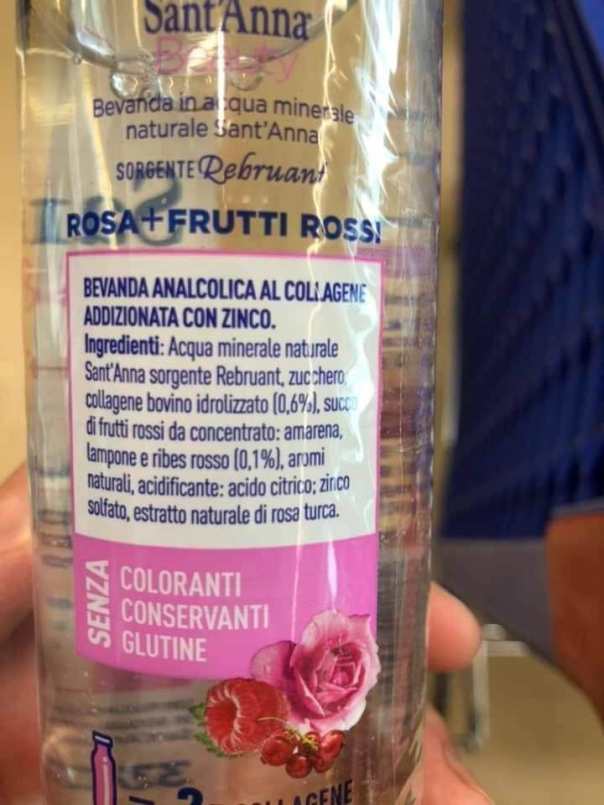 Sant'Anna
Beauty
Bevanda in acqua minerale
naturale Sant'Anna
SORGENTE Rebruant
ROSA+FRUTTI ROSSI
BEVANDA ANALCOLICA AL COLLAGENE
ADDIZIONATA CON ZINCO.
Ingredienti: Acqua minerale naturale
Sant'Anna sorgente Rebruant, zucchero,
collagene bovino idrolizzato (0,6%), succo
di frutti rossi da concentrato: amarena,
lampone e ribes rosso (0,1%), aromi
naturali, acidificante: acido citrico; zinco
solfato, estratto naturale di rosa turca.
SENZA
COLORANTI
CONSERVANTI
GLUTINE
COLLAGENE